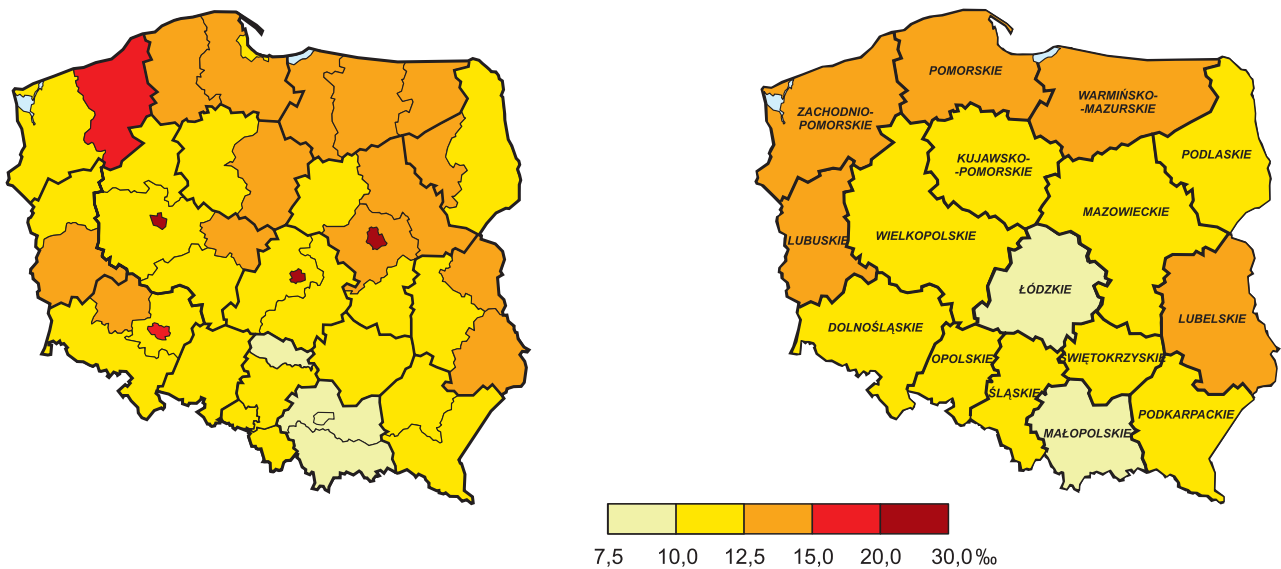 POMORSKIE
ZACHODNIO-
POMORSKIE
WARMIŃSKO-
-MAZURSKIE
KUJAWSKO-
-POMORSKIE
PODLASKIE
MAZOWIECKIE
LUBUSKIE
WIELKOPOLSKIE
ŁÓDZKIE
LUBELSKIE
DOLNOŚLĄSKIE
OPOLSKIE
ŚWIĘTOKRZYSKIE
ŚLĄSKIE
PODKARPACKIE
MAŁOPOLSKIE
7,5 10,0 12,5 15,0 20,0 30,0 ‰